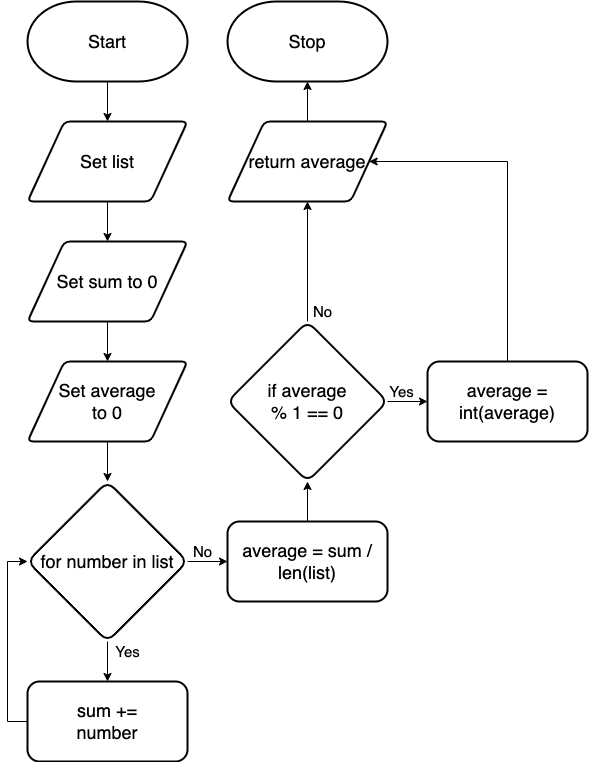 Start
Set list
Set sum to 0
Set average
to 0
for number in list
Yes
sum +=
number
No
average = sum /
len(list)
if average
% 1 == 0
Yes
average =
int(average)
No
return average
Stop